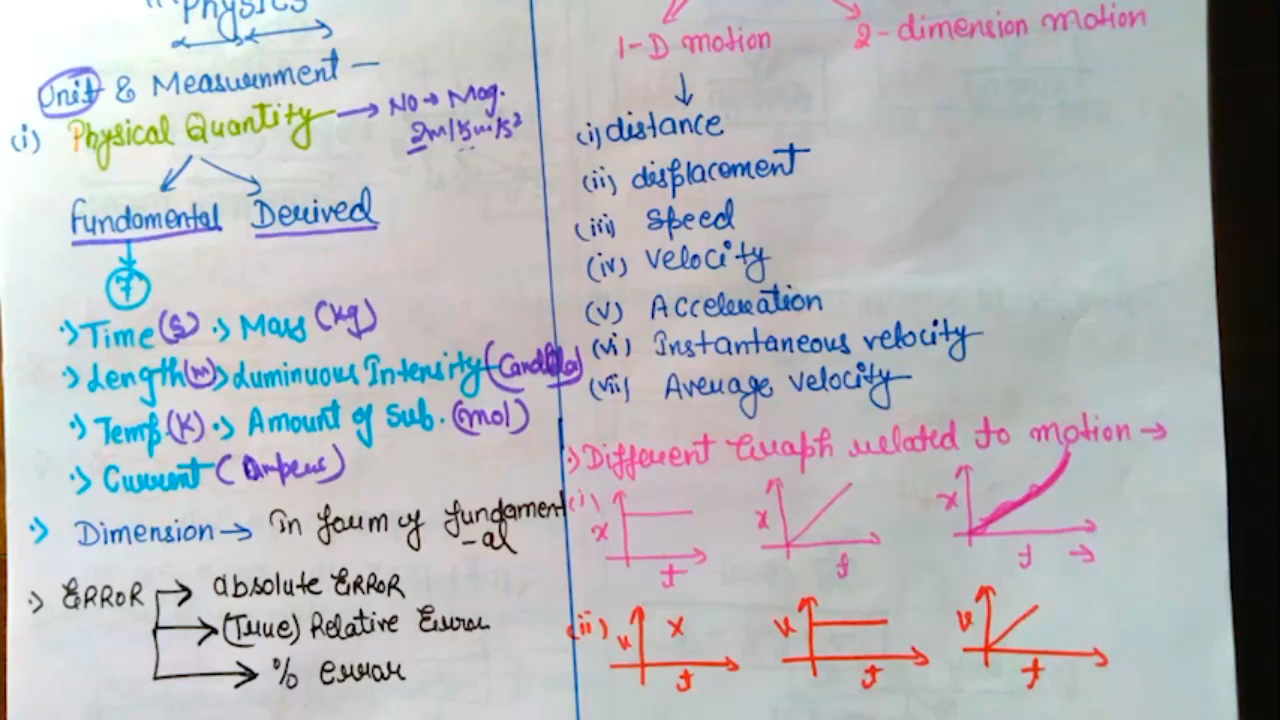 Physics
Unit & Measurnment —
(i) Physical Quantity → No → Mag.
2m/5m/s²
Fundamental Derived
7
Time (s) Mass (kg)
Length (m) Luminuous Intensity (Candela)
Temp. (K) Amount of Sub. (mol)
Current (Ampeus)
Dimension → In foum of fundament
-al
ERROR → absolute ERROR
→ (True) Relative Error
→ % error
1-D motion 2-dimension motion
(i) distance
(ii) displacement
(iii) Speed
(iv) velocity
(v) Acceleration
(vi) Instantaneous velocity
(vii) Average velocity
Different Graph related to motion →
(i) x t x t x t
(ii) v x t v t v t